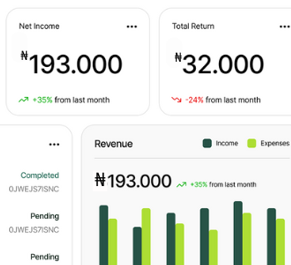 Net Income ...
₦193.000
+35% from last month
Total Return ...
₦32.000
-24% from last month
...
Completed
0JWEJS7ISNC
Pending
0JWEJS7ISNC
Pending
Revenue Income Expenses
₦193.000 +35% from last month